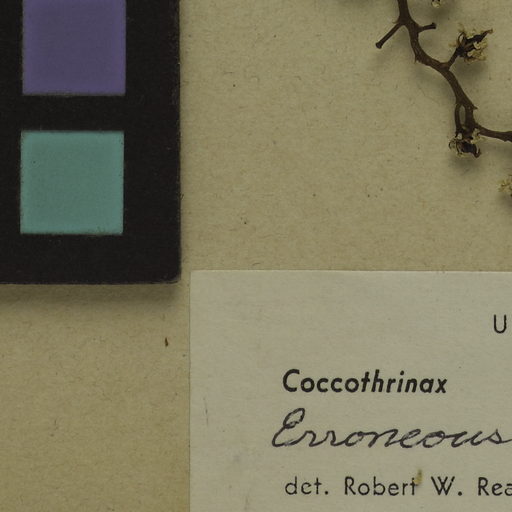 U
Coccothrinax
Erroneous
det. Robert W. Rea